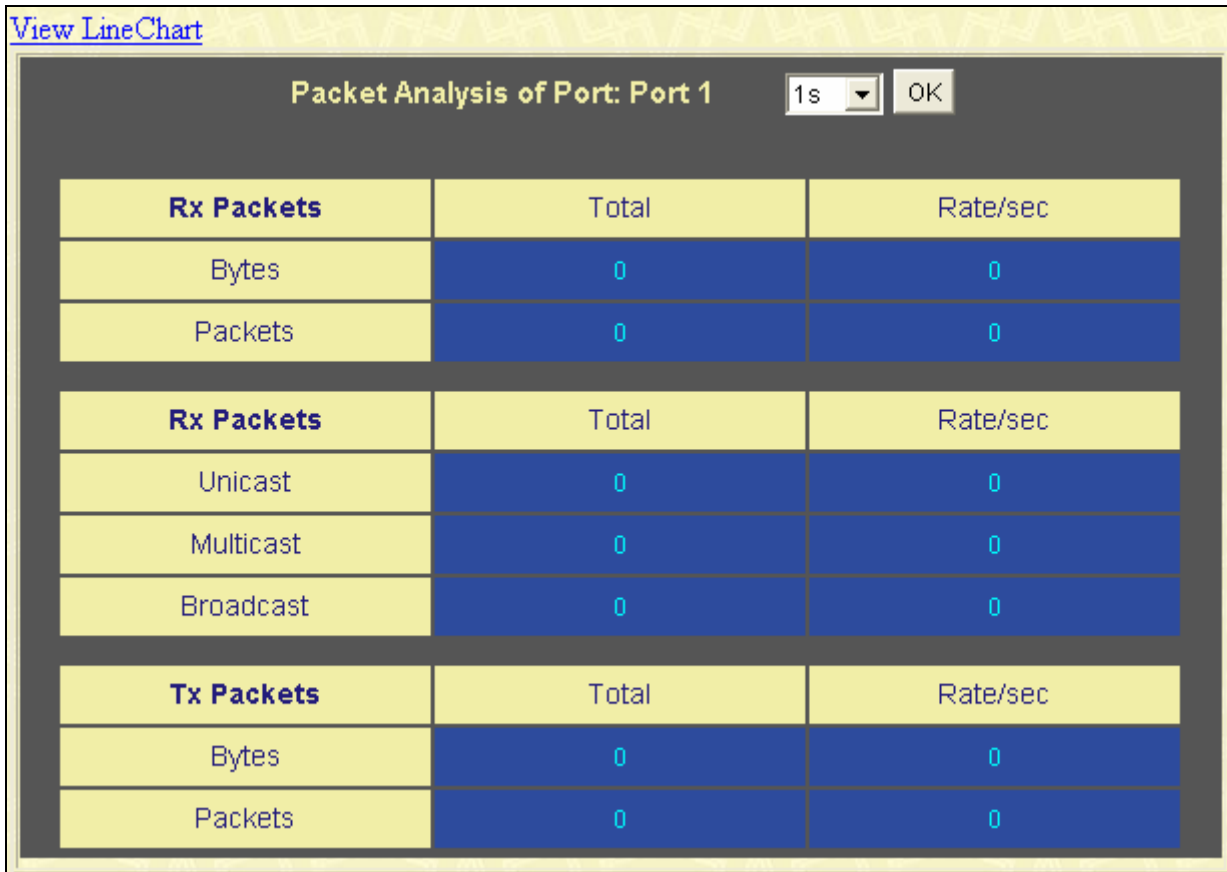 View LineChart
Packet Analysis of Port: Port 1 1s OK
Rx Packets Total Rate/sec
Bytes 0 0
Packets 0 0
Rx Packets Total Rate/sec
Unicast 0 0
Multicast 0 0
Broadcast 0 0
Tx Packets Total Rate/sec
Bytes 0 0
Packets 0 0